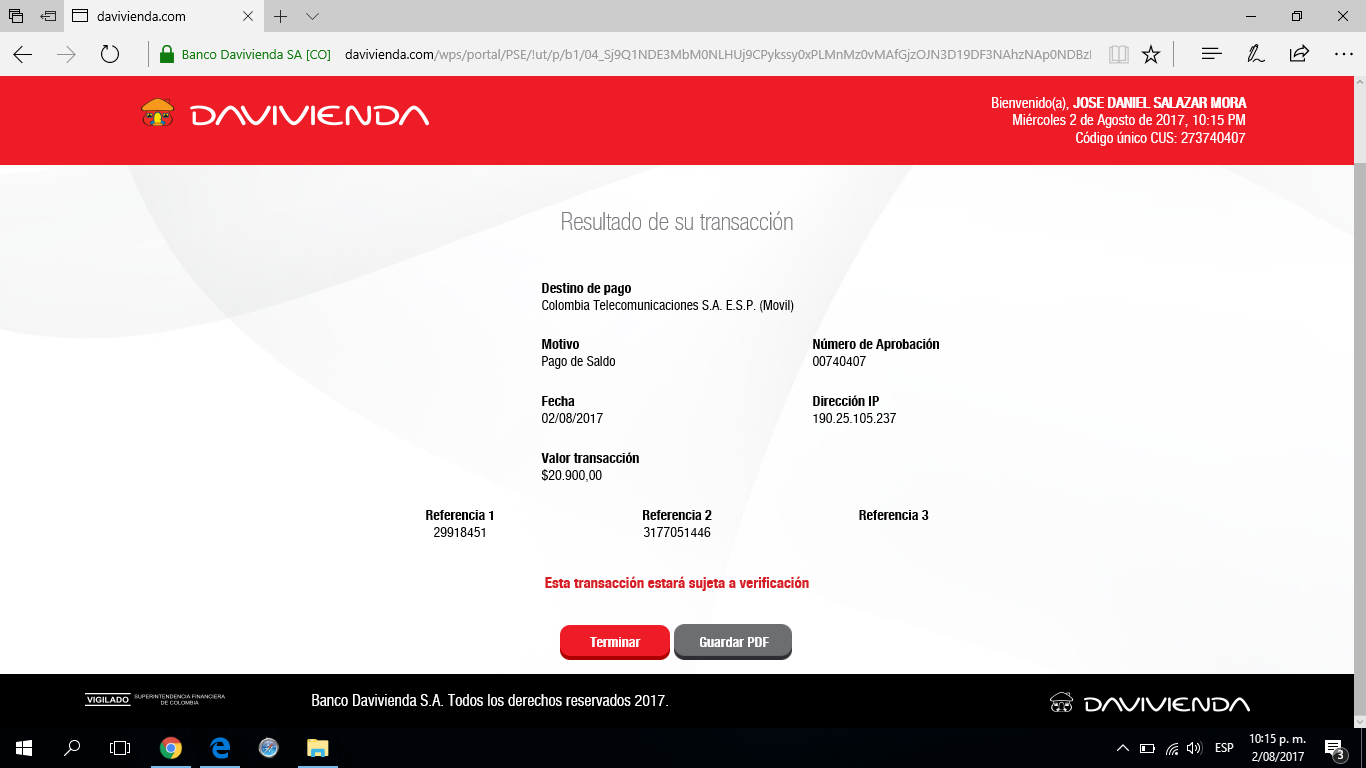 davivienda.com
Banco Davivienda SA [CO]
davivienda.com/wps/portal/PSE/!ut/p/b1/04_Sj9Q1NDE3MbM0NLHUj9CPykssy0xPLMnMz0vMAfGjzOJN3D19DF3NAhzNAp0NDBz
DAVIVIENDA
Bienvenido(a), JOSE DANIEL SALAZAR MORA
Miércoles 2 de Agosto de 2017, 10:15 PM
Código único CUS: 273740407
Resultado de su transacción
Destino de pago
Colombia Telecomunicaciones S.A. E.S.P. (Movil)
Motivo
Pago de Saldo
Número de Aprobación
00740407
Fecha
02/08/2017
Dirección IP
190.25.105.237
Valor transacción
$20.900,00
Referencia 1
29918451
Referencia 2
3177051446
Referencia 3
Esta transacción estará sujeta a verificación
Terminar
Guardar PDF
VIGILADO
SUPERINTENDENCIA FINANCIERA
DE COLOMBIA
Banco Davivienda S.A. Todos los derechos reservados 2017.
DAVIVIENDA
ESP
10:15 p. m.
2/08/2017
3